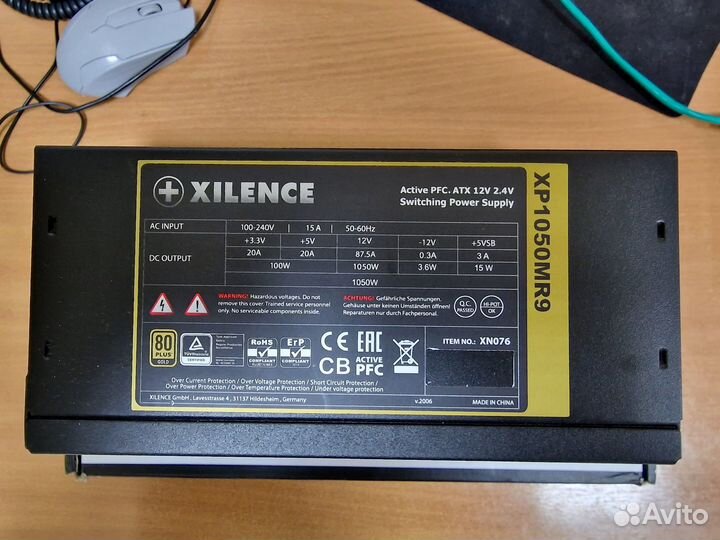 XILENCE
Active PFC. ATX 12V 2.4V
Switching Power Supply
XP1050MR9
AC INPUT 100-240V 15A 50-60Hz
DC OUTPUT +3.3V +5V 12V -12V +5VSB
20A 20A 87.5A 0.3A 3A
100W 1050W 3.6W 15W
1050W
WARNING! Hazardous voltages. Do not
remove this cover Trained service personnel
only. No serviceable components inside.
ACHTUNG! Gefährliche Spannungen.
Gehäuse unter keinen Umständen öffnen!
Reparaturen nur durch Fachpersonal.
Q.C.
PASSED
HI-POT
OK
80
PLUS
GOLD
TÜVRheinland
CERTIFIED
RoHS
COMPLIANT
ErP
COMPLIANT
CE EAC
CB ACTIVE
PFC
ITEM NO.: XN076
Over Current Protection / Over Voltage Protection / Short Circuit Protection /
Over Power Protection / Over Temperature Protection / Under voltage protection
XILENCE GmbH, Lavesstrasse 4, 31137 Hildesheim, Germany
v.2006
MADE IN CHINA
Avito